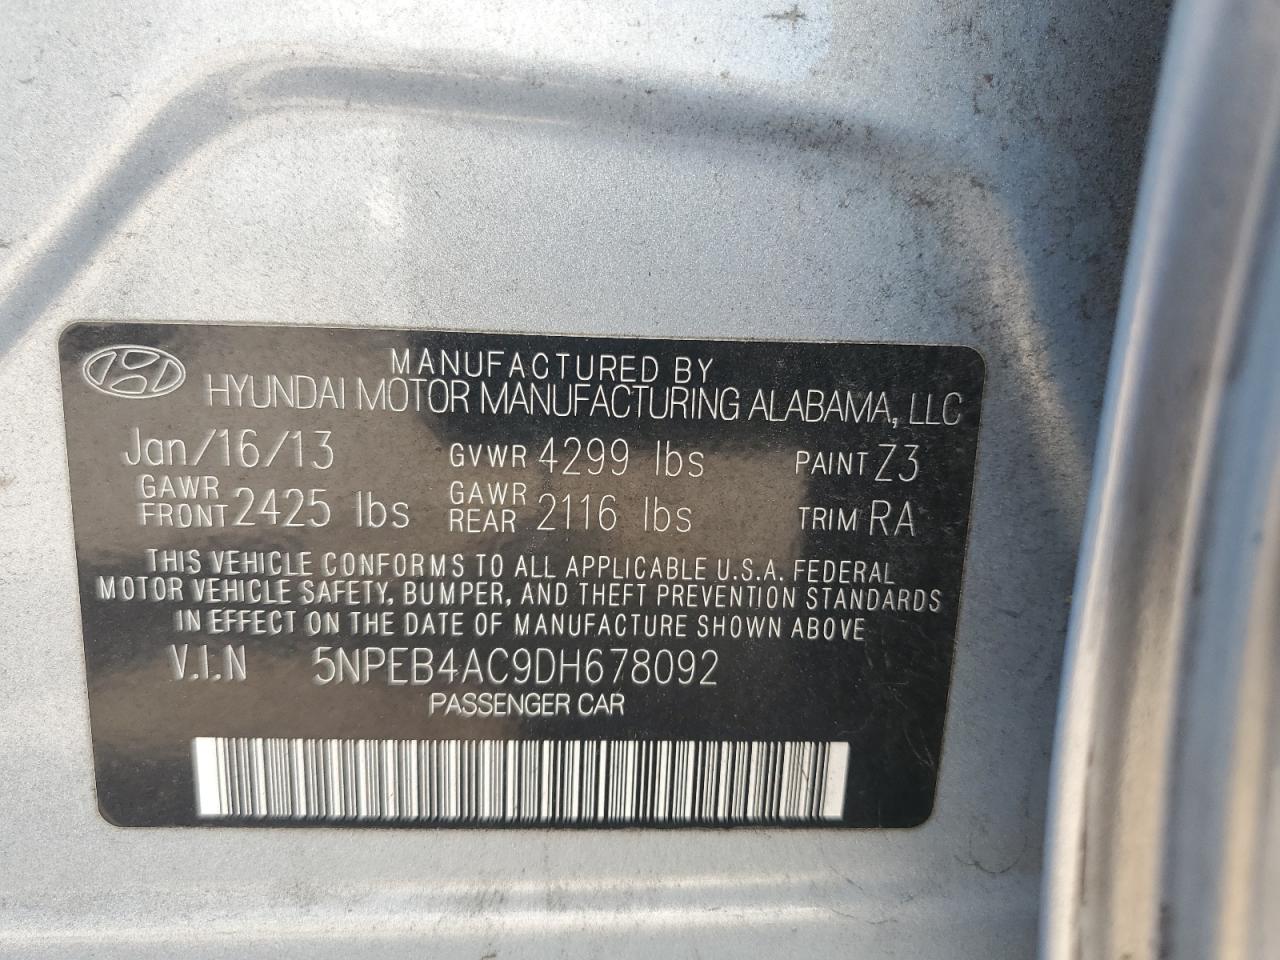 MANUFACTURED BY
HYUNDAI MOTOR MANUFACTURING ALABAMA, LLC
Jan/16/13 GVWR 4299 lbs PAINT Z3
GAWR FRONT 2425 lbs GAWR REAR 2116 lbs TRIM RA
THIS VEHICLE CONFORMS TO ALL APPLICABLE U.S.A. FEDERAL
MOTOR VEHICLE SAFETY, BUMPER, AND THEFT PREVENTION STANDARDS
IN EFFECT ON THE DATE OF MANUFACTURE SHOWN ABOVE
V.I.N 5NPEB4AC9DH678092
PASSENGER CAR